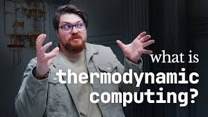 what is
thermodynamic
computing?